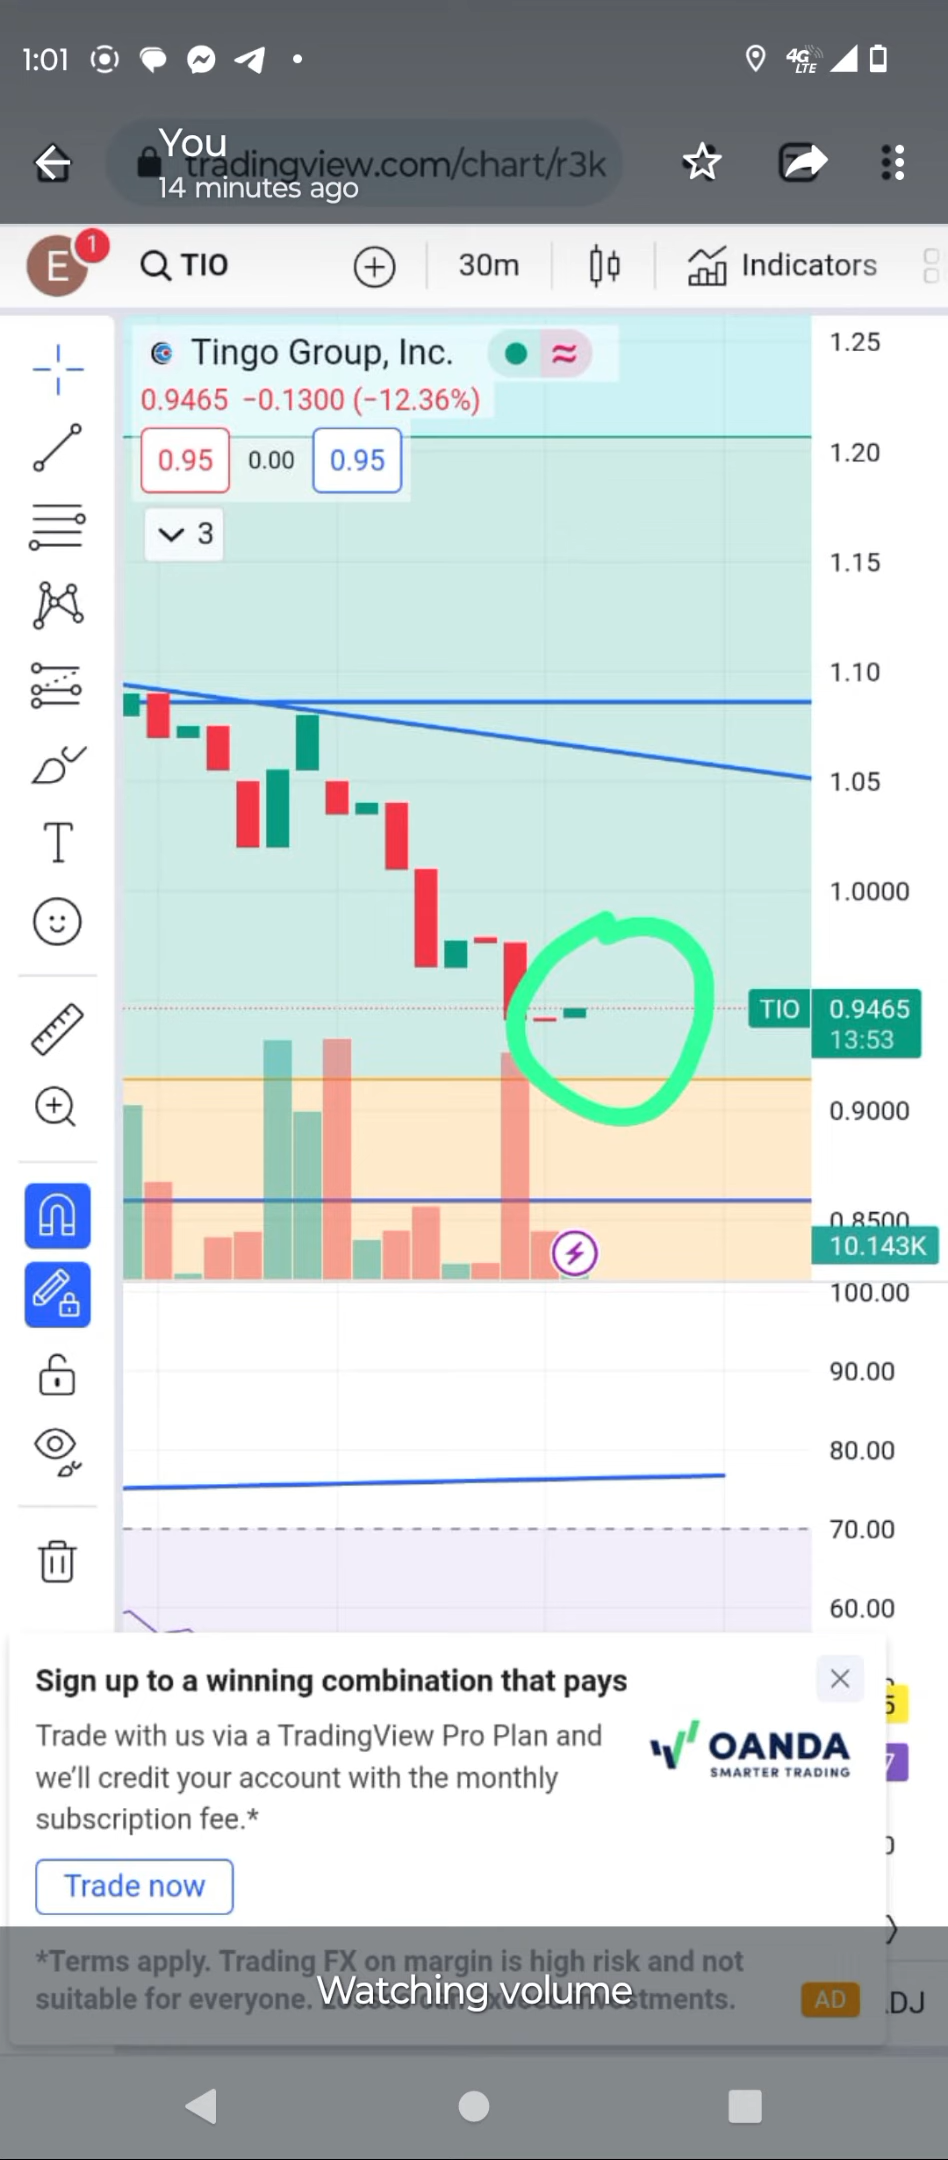 1:01
4G
LTE
You
tradingview.com/chart/r3k
14 minutes ago
E
1
TIO
30m
Indicators
Tingo Group, Inc.
0.9465 −0.1300 (−12.36%)
0.95
0.00
0.95
3
1.25
1.20
1.15
1.10
1.05
1.0000
TIO
0.9465
13:53
0.9000
0.8500
10.143K
100.00
90.00
80.00
70.00
60.00
Sign up to a winning combination that pays
Trade with us via a TradingView Pro Plan and
we'll credit your account with the monthly
subscription fee.*
OANDA
SMARTER TRADING
Trade now
*Terms apply. Trading FX on margin is high risk and not
suitable for everyone.
Watching volume
AD
ADJ